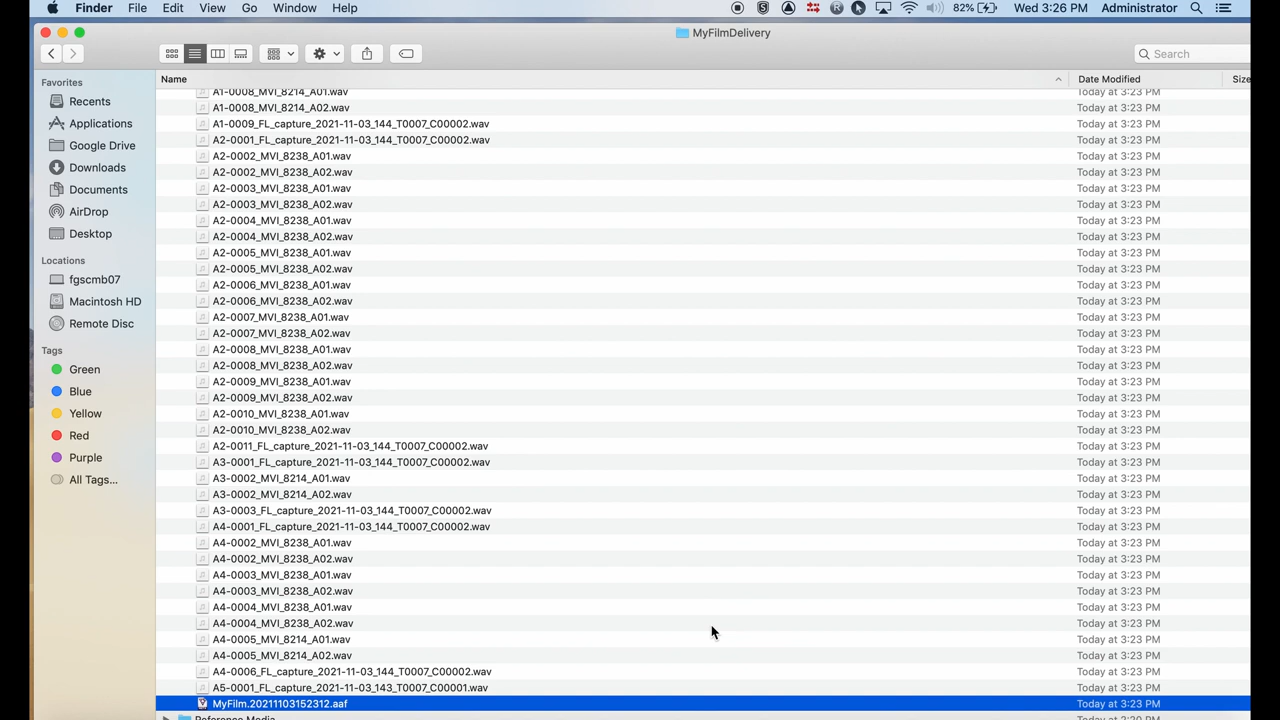 Finder File Edit View Go Window Help 82% Wed 3:26 PM Administrator
MyFilmDelivery
Search
Favorites
Recents
Applications
Google Drive
Downloads
Documents
AirDrop
Desktop
Locations
fgscmb07
Macintosh HD
Remote Disc
Tags
Green
Blue
Yellow
Red
Purple
All Tags...
Name Date Modified Size
A1-0008_MVI_8214_A01.wav Today at 3:23 PM
A1-0008_MVI_8214_A02.wav Today at 3:23 PM
A1-0009_FL_capture_2021-11-03_144_T0007_C00002.wav Today at 3:23 PM
A2-0001_FL_capture_2021-11-03_144_T0007_C00002.wav Today at 3:23 PM
A2-0002_MVI_8238_A01.wav Today at 3:23 PM
A2-0002_MVI_8238_A02.wav Today at 3:23 PM
A2-0003_MVI_8238_A01.wav Today at 3:23 PM
A2-0003_MVI_8238_A02.wav Today at 3:23 PM
A2-0004_MVI_8238_A01.wav Today at 3:23 PM
A2-0004_MVI_8238_A02.wav Today at 3:23 PM
A2-0005_MVI_8238_A01.wav Today at 3:23 PM
A2-0005_MVI_8238_A02.wav Today at 3:23 PM
A2-0006_MVI_8238_A01.wav Today at 3:23 PM
A2-0006_MVI_8238_A02.wav Today at 3:23 PM
A2-0007_MVI_8238_A01.wav Today at 3:23 PM
A2-0007_MVI_8238_A02.wav Today at 3:23 PM
A2-0008_MVI_8238_A01.wav Today at 3:23 PM
A2-0008_MVI_8238_A02.wav Today at 3:23 PM
A2-0009_MVI_8238_A01.wav Today at 3:23 PM
A2-0009_MVI_8238_A02.wav Today at 3:23 PM
A2-0010_MVI_8238_A01.wav Today at 3:23 PM
A2-0010_MVI_8238_A02.wav Today at 3:23 PM
A2-0011_FL_capture_2021-11-03_144_T0007_C00002.wav Today at 3:23 PM
A3-0001_FL_capture_2021-11-03_144_T0007_C00002.wav Today at 3:23 PM
A3-0002_MVI_8214_A01.wav Today at 3:23 PM
A3-0002_MVI_8214_A02.wav Today at 3:23 PM
A3-0003_FL_capture_2021-11-03_144_T0007_C00002.wav Today at 3:23 PM
A4-0001_FL_capture_2021-11-03_144_T0007_C00002.wav Today at 3:23 PM
A4-0002_MVI_8238_A01.wav Today at 3:23 PM
A4-0002_MVI_8238_A02.wav Today at 3:23 PM
A4-0003_MVI_8238_A01.wav Today at 3:23 PM
A4-0003_MVI_8238_A02.wav Today at 3:23 PM
A4-0004_MVI_8238_A01.wav Today at 3:23 PM
A4-0004_MVI_8238_A02.wav Today at 3:23 PM
A4-0005_MVI_8214_A01.wav Today at 3:23 PM
A4-0005_MVI_8214_A02.wav Today at 3:23 PM
A4-0006_FL_capture_2021-11-03_144_T0007_C00002.wav Today at 3:23 PM
A5-0001_FL_capture_2021-11-03_143_T0007_C00001.wav Today at 3:23 PM
MyFilm.20211103152312.aaf Today at 3:23 PM
Reference Media